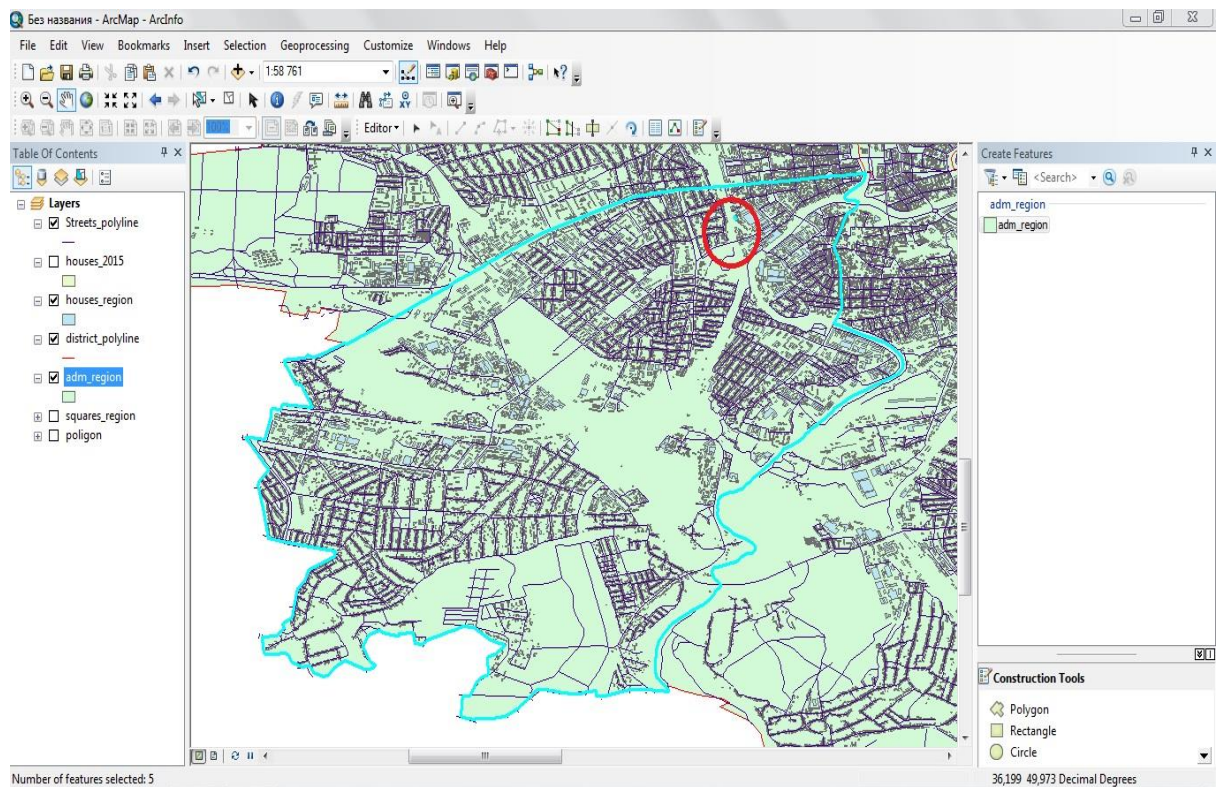 Без названия - ArcMap - ArcInfo
File Edit View Bookmarks Insert Selection Geoprocessing Customize Windows Help
1:58 761
100%
Editor
Table Of Contents
Layers
Streets_polyline
houses_2015
houses_region
district_polyline
adm_region
squares_region
poligon
Create Features
<Search>
adm_region
adm_region
Construction Tools
Polygon
Rectangle
Circle
Number of features selected: 5
36,199 49,973 Decimal Degrees